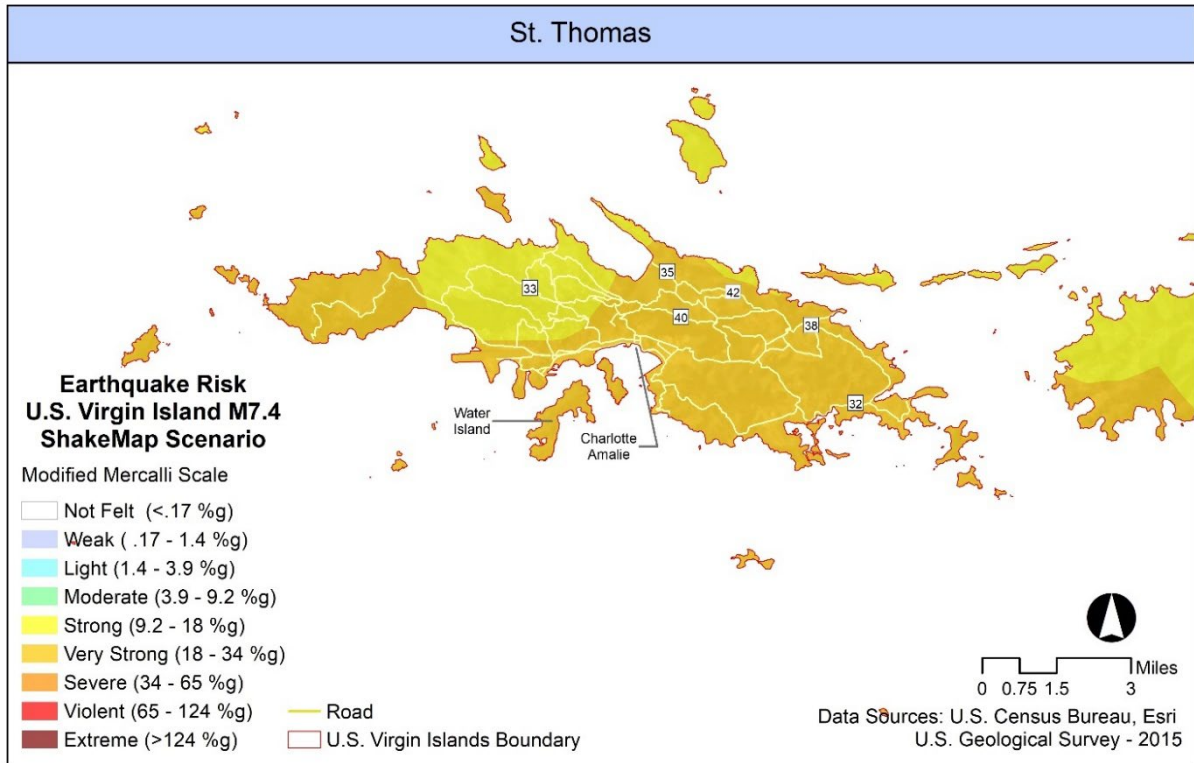 St. Thomas
33
35
42
40
38
32
Water
Island
Charlotte
Amalie
Earthquake Risk
U.S. Virgin Island M7.4
ShakeMap Scenario
Modified Mercalli Scale
Not Felt (<.17 %g)
Weak ( .17 - 1.4 %g)
Light (1.4 - 3.9 %g)
Moderate (3.9 - 9.2 %g)
Strong (9.2 - 18 %g)
Very Strong (18 - 34 %g)
Severe (34 - 65 %g)
Violent (65 - 124 %g)
Extreme (>124 %g)
Road
U.S. Virgin Islands Boundary
Miles
0 0.75 1.5 3
Data Sources: U.S. Census Bureau, Esri
U.S. Geological Survey - 2015